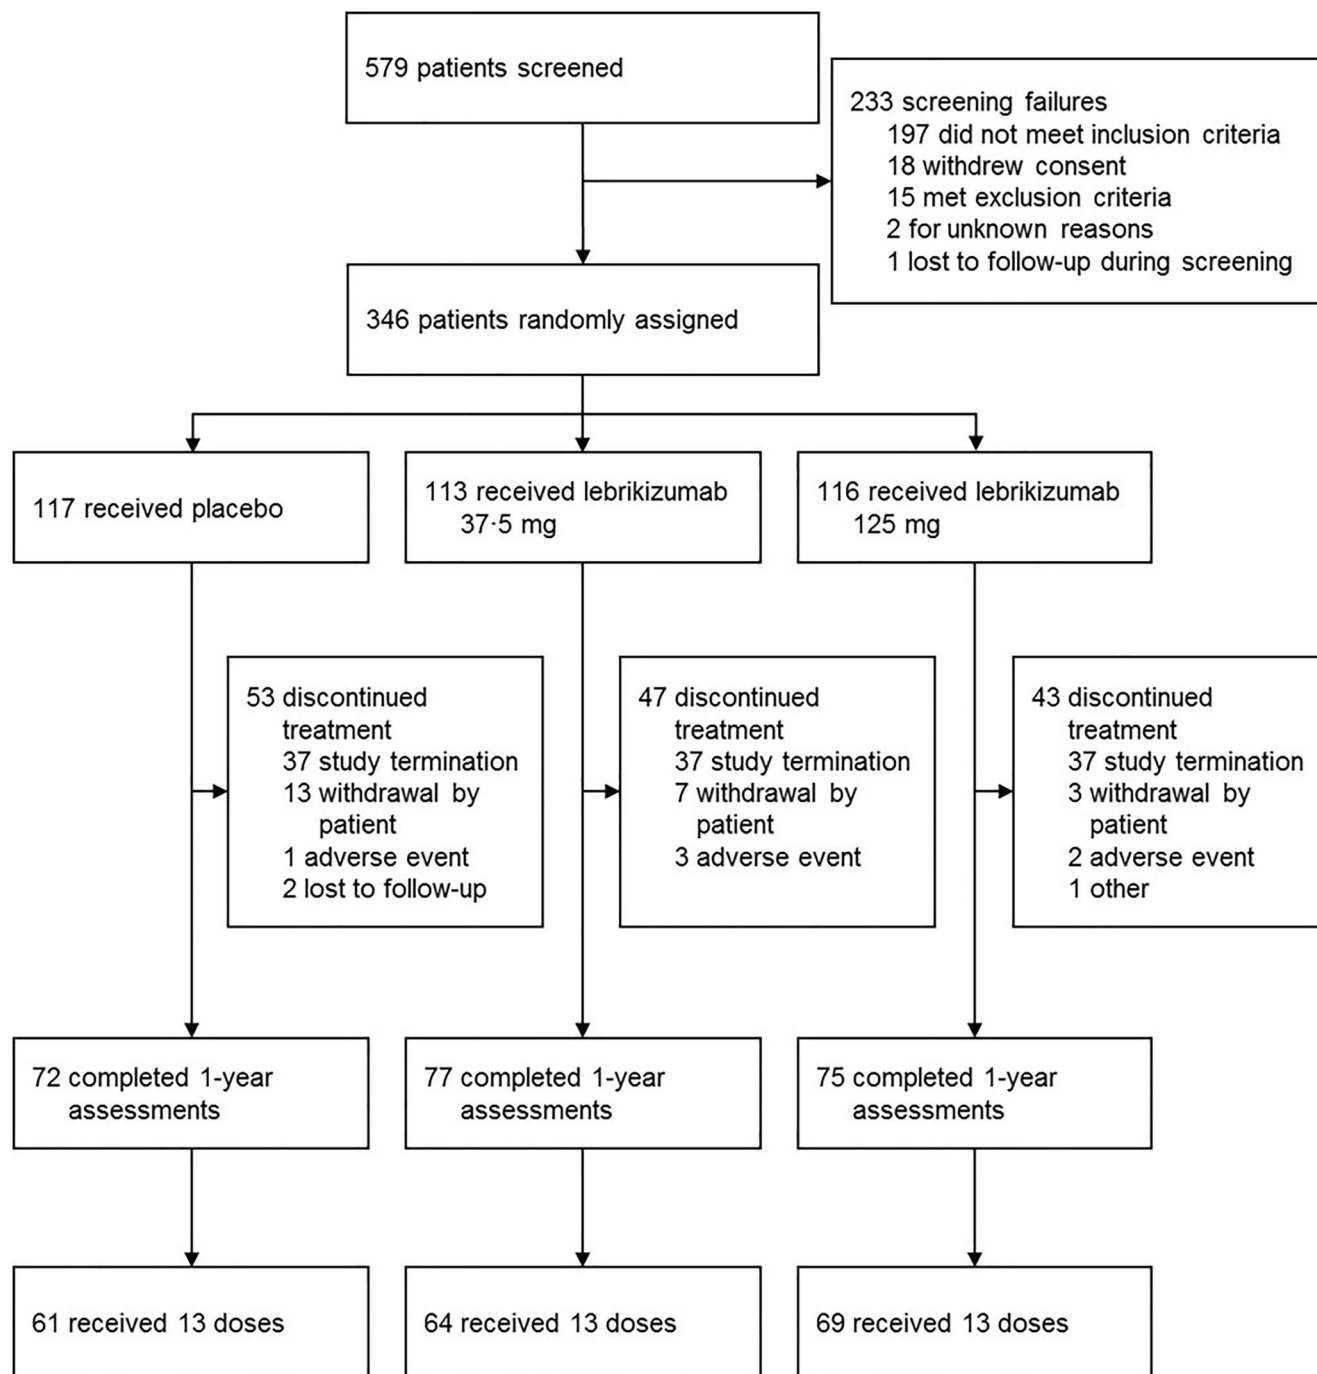 579 patients screened
233 screening failures
197 did not meet inclusion criteria
18 withdrew consent
15 met exclusion criteria
2 for unknown reasons
1 lost to follow-up during screening
346 patients randomly assigned
117 received placebo
113 received lebrikizumab
37·5 mg
116 received lebrikizumab
125 mg
53 discontinued
treatment
37 study termination
13 withdrawal by
patient
1 adverse event
2 lost to follow-up
47 discontinued
treatment
37 study termination
7 withdrawal by
patient
3 adverse event
43 discontinued
treatment
37 study termination
3 withdrawal by
patient
2 adverse event
1 other
72 completed 1-year
assessments
77 completed 1-year
assessments
75 completed 1-year
assessments
61 received 13 doses
64 received 13 doses
69 received 13 doses